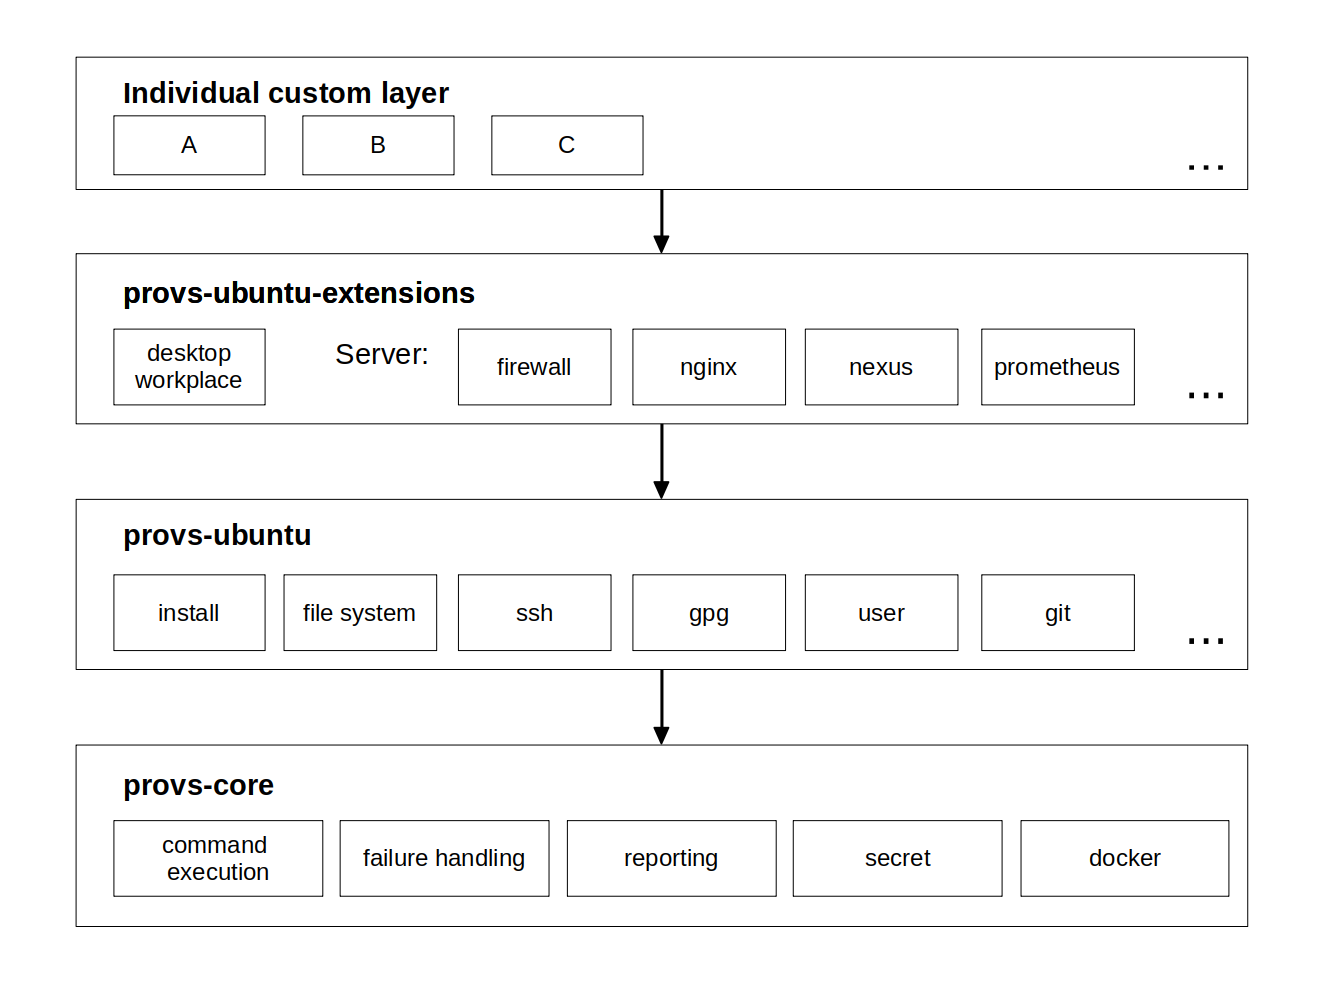 Individual custom layer
A
B
C
...
provs-ubuntu-extensions
desktop
workplace
Server:
firewall
nginx
nexus
prometheus
...
provs-ubuntu
install
file system
ssh
gpg
user
git
...
provs-core
command
execution
failure handling
reporting
secret
docker